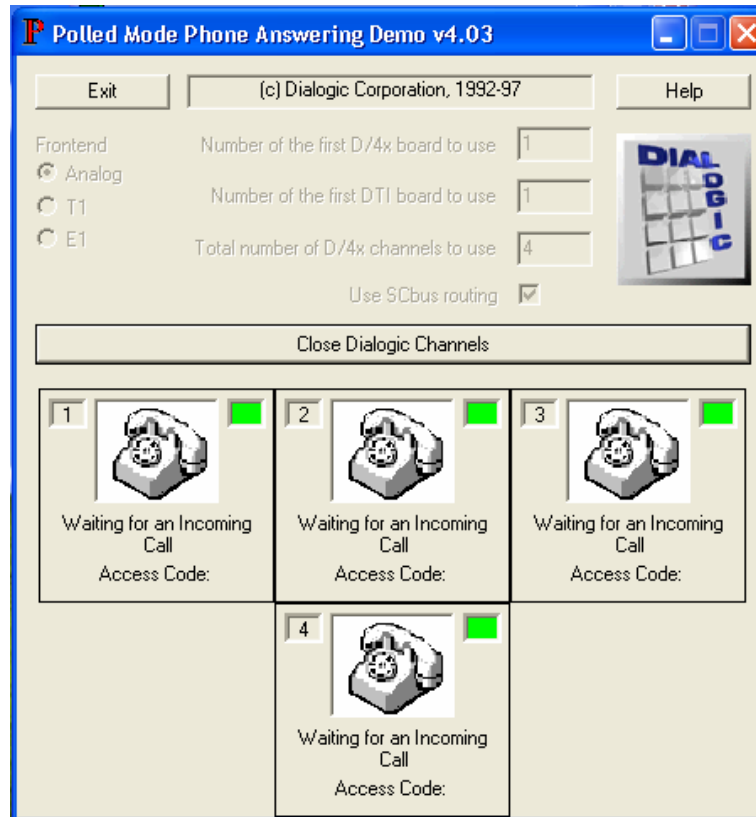 Polled Mode Phone Answering Demo v4.03
Exit
(c) Dialogic Corporation, 1992-97
Help
Frontend
Analog
T1
E1
Number of the first D/4x board to use
1
Number of the first DTI board to use
1
Total number of D/4x channels to use
4
Use SCbus routing
DIALOGIC
Close Dialogic Channels
1
Waiting for an Incoming
Call
Access Code:
2
Waiting for an Incoming
Call
Access Code:
3
Waiting for an Incoming
Call
Access Code:
4
Waiting for an Incoming
Call
Access Code: